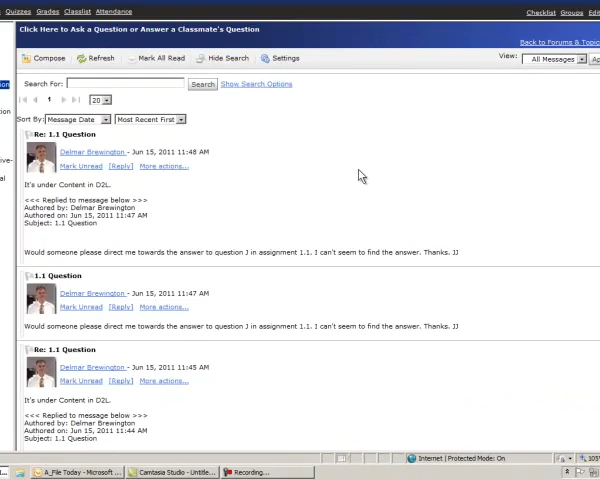 Quizzes Grades Classlist Attendance
Checklist Groups Edi
Click Here to Ask a Question or Answer a Classmate's Question
Back to Forums & Topic
Compose Refresh Mark All Read Hide Search Settings
View: All Messages Ap
Search For: Search Show Search Options
1 20
Sort By: Message Date Most Recent First
Re: 1.1 Question
Delmar Brewington - Jun 15, 2011 11:48 AM
Mark Unread [Reply] More actions...
It's under Content in D2L.
<<< Replied to message below >>>
Authored by: Delmar Brewington
Authored on: Jun 15, 2011 11:47 AM
Subject: 1.1 Question
Would someone please direct me towards the answer to question J in assignment 1.1. I can't seem to find the answer. Thanks. JJ
1.1 Question
Delmar Brewington - Jun 15, 2011 11:47 AM
Mark Unread [Reply] More actions...
Would someone please direct me towards the answer to question J in assignment 1.1. I can't seem to find the answer. Thanks. JJ
Re: 1.1 Question
Delmar Brewington - Jun 15, 2011 11:45 AM
Mark Unread [Reply] More actions...
It's under Content in D2L.
<<< Replied to message below >>>
Authored by: Delmar Brewington
Authored on: Jun 15, 2011 11:44 AM
Subject: 1.1 Question
Internet | Protected Mode: On 105%
A_File Today - Microsoft ... Camtasia Studio - Untitle... Recording...